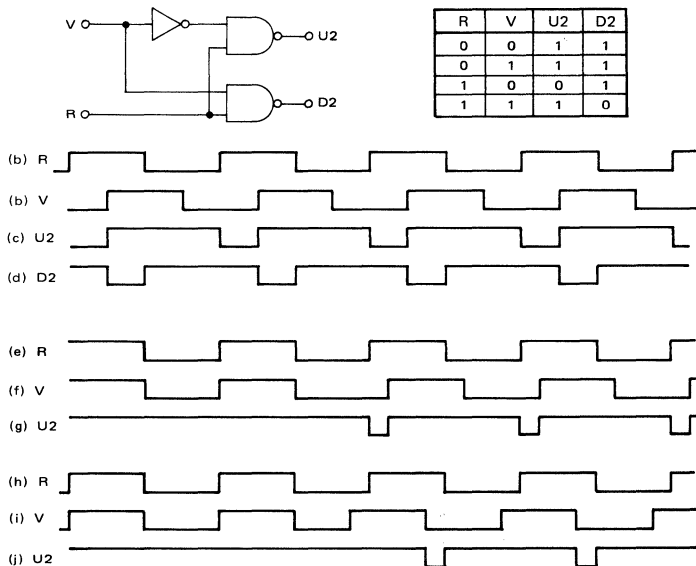 V
U2
D2
R
R V U2 D2
0 0 1 1
0 1 1 1
1 0 0 1
1 1 1 0
(b) R
(b) V
(c) U2
(d) D2
(e) R
(f) V
(g) U2
(h) R
(i) V
(j) U2